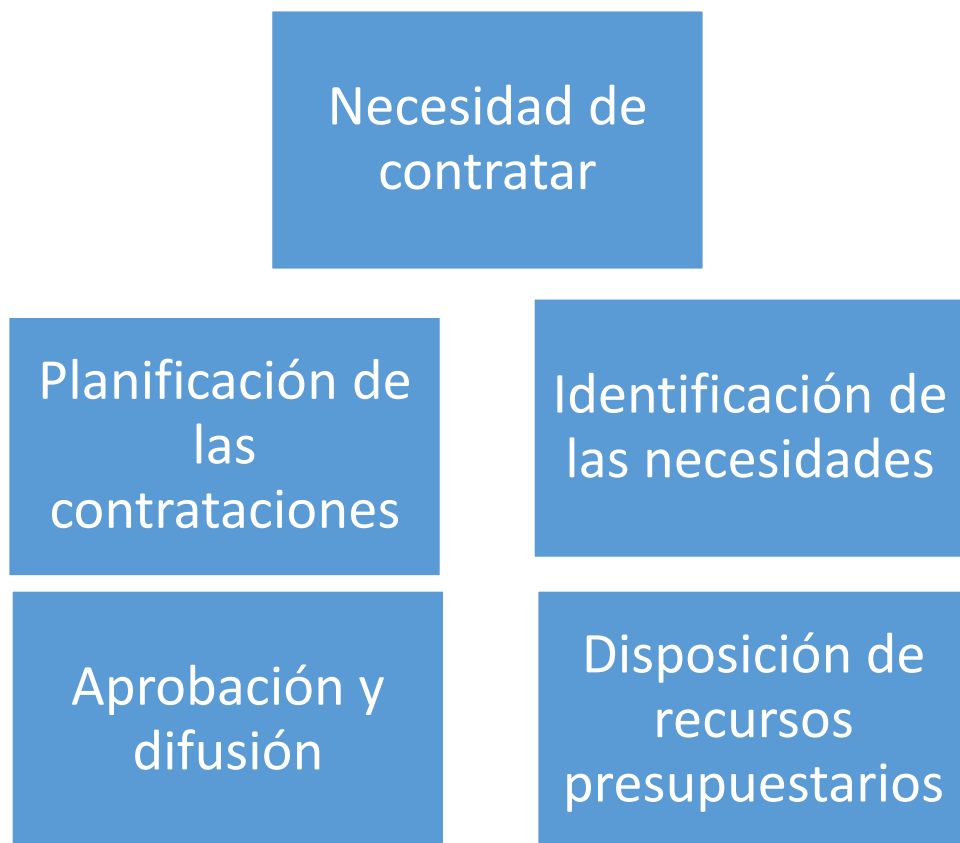 Necesidad de
contratar
Planificación de
las
contrataciones
Identificación de
las necesidades
Aprobación y
difusión
Disposición de
recursos
presupuestarios